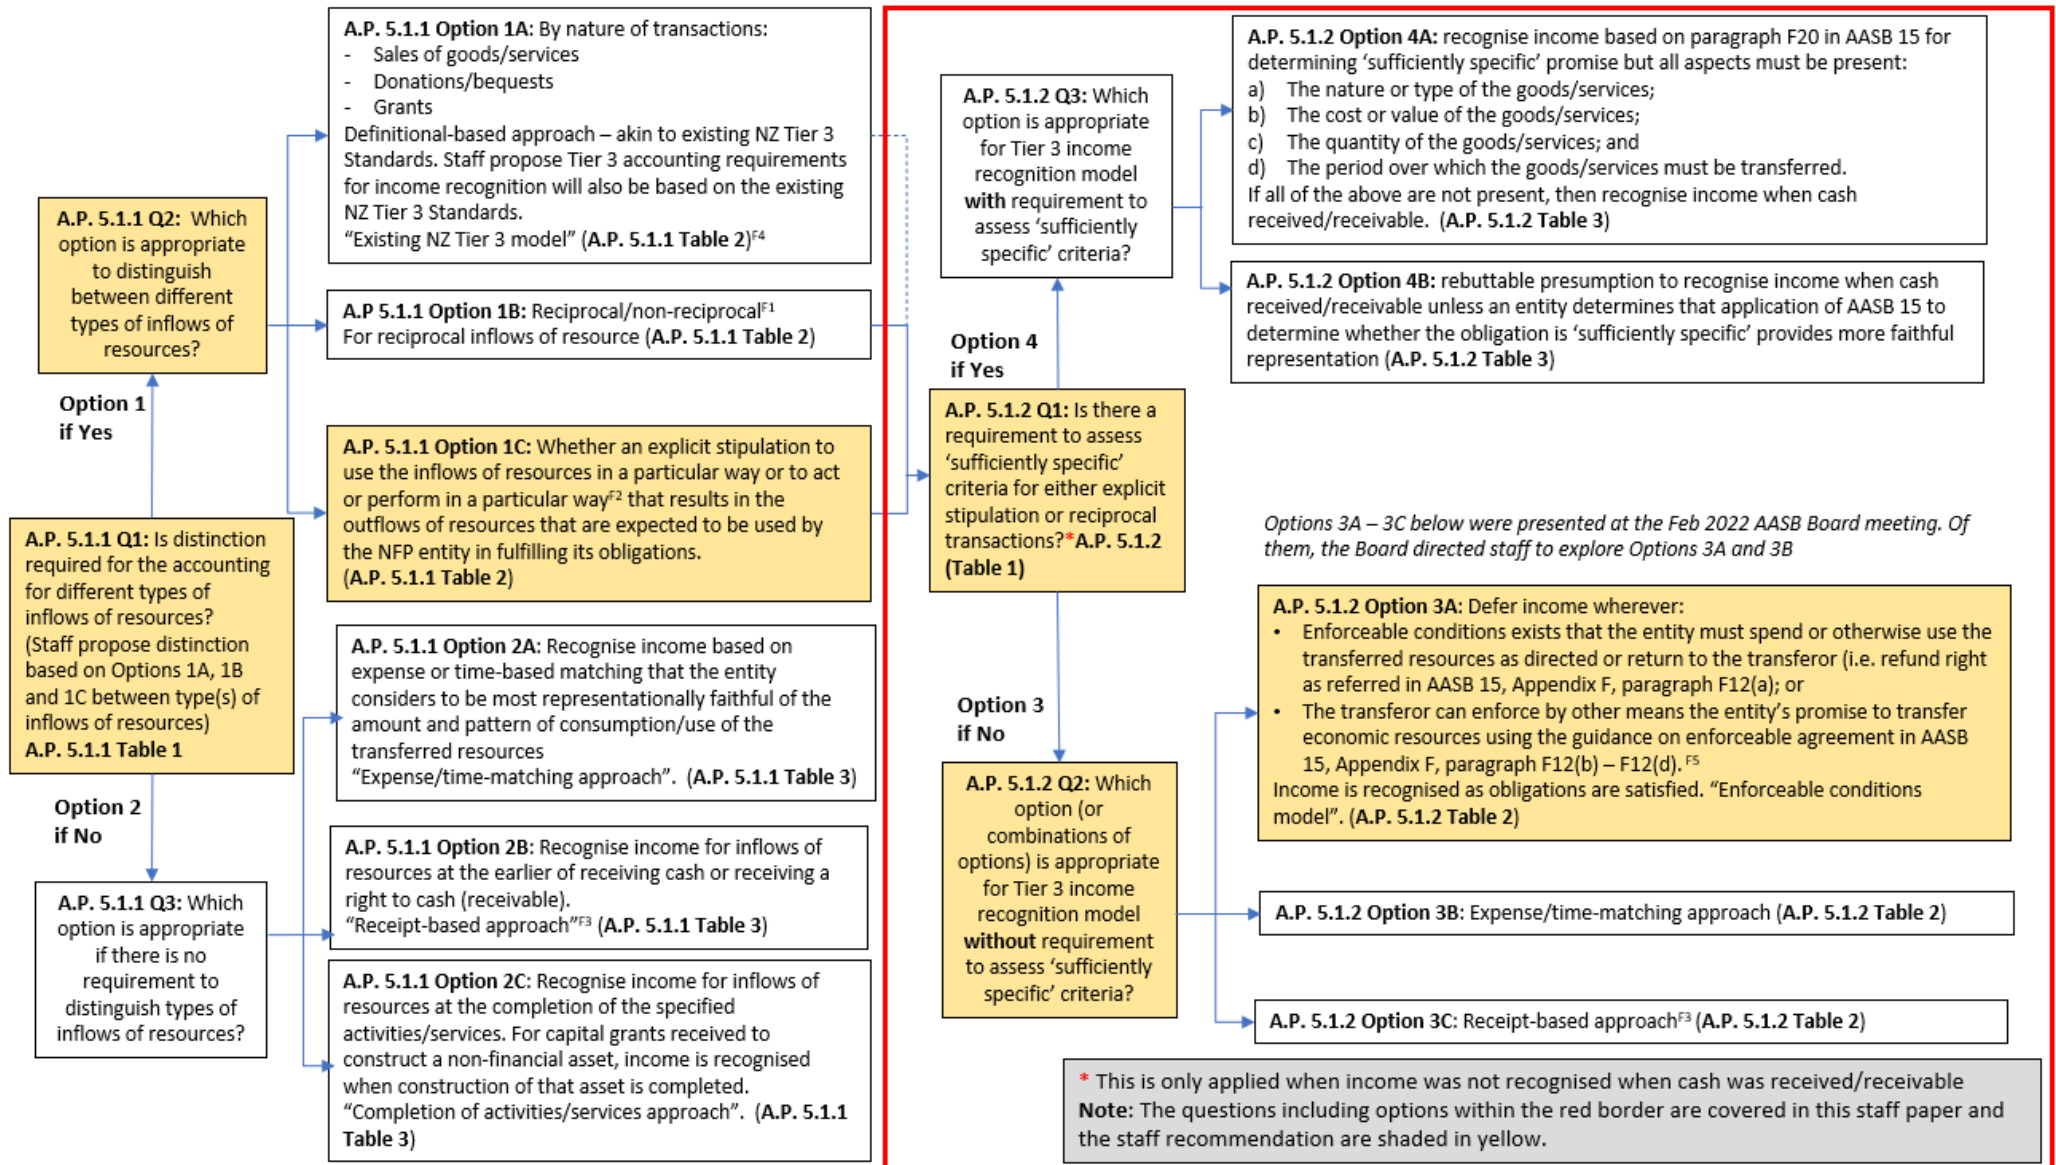 A.P. 5.1.1 Option 1A: By nature of transactions:
- Sales of goods/services
- Donations/bequests
- Grants
Definitional-based approach – akin to existing NZ Tier 3
Standards. Staff propose Tier 3 accounting requirements
for income recognition will also be based on the existing
NZ Tier 3 Standards.
“Existing NZ Tier 3 model” (A.P. 5.1.1 Table 2)F4
A.P. 5.1.1 Q2: Which
option is appropriate
to distinguish
between different
types of inflows of
resources?
A.P 5.1.1 Option 1B: Reciprocal/non-reciprocalF1
For reciprocal inflows of resource (A.P. 5.1.1 Table 2)
Option 1
if Yes
A.P. 5.1.1 Option 1C: Whether an explicit stipulation to
use the inflows of resources in a particular way or to act
or perform in a particular wayF2 that results in the
outflows of resources that are expected to be used by
the NFP entity in fulfilling its obligations.
(A.P. 5.1.1 Table 2)
A.P. 5.1.1 Q1: Is distinction
required for the accounting
for different types of
inflows of resources?
(Staff propose distinction
based on Options 1A, 1B
and 1C between type(s) of
inflows of resources)
A.P. 5.1.1 Table 1
Option 2
if No
A.P. 5.1.1 Option 2A: Recognise income based on
expense or time-based matching that the entity
considers to be most representationally faithful of the
amount and pattern of consumption/use of the
transferred resources
“Expense/time-matching approach”. (A.P. 5.1.1 Table 3)
A.P. 5.1.1 Option 2B: Recognise income for inflows of
resources at the earlier of receiving cash or receiving a
right to cash (receivable).
“Receipt-based approach”F3 (A.P. 5.1.1 Table 3)
A.P. 5.1.1 Q3: Which
option is appropriate
if there is no
requirement to
distinguish types of
inflows of resources?
A.P. 5.1.1 Option 2C: Recognise income for inflows of
resources at the completion of the specified
activities/services. For capital grants received to
construct a non-financial asset, income is recognised
when construction of that asset is completed.
“Completion of activities/services approach”. (A.P. 5.1.1
Table 3)
A.P. 5.1.2 Q3: Which
option is appropriate
for Tier 3 income
recognition model
with requirement to
assess ‘sufficiently
specific’ criteria?
A.P. 5.1.2 Option 4A: recognise income based on paragraph F20 in AASB 15 for
determining ‘sufficiently specific’ promise but all aspects must be present:
a) The nature or type of the goods/services;
b) The cost or value of the goods/services;
c) The quantity of the goods/services; and
d) The period over which the goods/services must be transferred.
If all of the above are not present, then recognise income when cash
received/receivable. (A.P. 5.1.2 Table 3)
A.P. 5.1.2 Option 4B: rebuttable presumption to recognise income when cash
received/receivable unless an entity determines that application of AASB 15 to
determine whether the obligation is ‘sufficiently specific’ provides more faithful
representation (A.P. 5.1.2 Table 3)
Option 4
if Yes
A.P. 5.1.2 Q1: Is there a
requirement to assess
‘sufficiently specific’
criteria for either explicit
stipulation or reciprocal
transactions?*A.P. 5.1.2
(Table 1)
Option 3
if No
A.P. 5.1.2 Q2: Which
option (or
combinations of
options) is appropriate
for Tier 3 income
recognition model
without requirement
to assess ‘sufficiently
specific’ criteria?
Options 3A – 3C below were presented at the Feb 2022 AASB Board meeting. Of
them, the Board directed staff to explore Options 3A and 3B
A.P. 5.1.2 Option 3A: Defer income wherever:
• Enforceable conditions exists that the entity must spend or otherwise use the
transferred resources as directed or return to the transferor (i.e. refund right
as referred in AASB 15, Appendix F, paragraph F12(a); or
• The transferor can enforce by other means the entity’s promise to transfer
economic resources using the guidance on enforceable agreement in AASB
15, Appendix F, paragraph F12(b) – F12(d). F5
Income is recognised as obligations are satisfied. “Enforceable conditions
model”. (A.P. 5.1.2 Table 2)
A.P. 5.1.2 Option 3B: Expense/time-matching approach (A.P. 5.1.2 Table 2)
A.P. 5.1.2 Option 3C: Receipt-based approachF3 (A.P. 5.1.2 Table 2)
* This is only applied when income was not recognised when cash was received/receivable
Note: The questions including options within the red border are covered in this staff paper and
the staff recommendation are shaded in yellow.